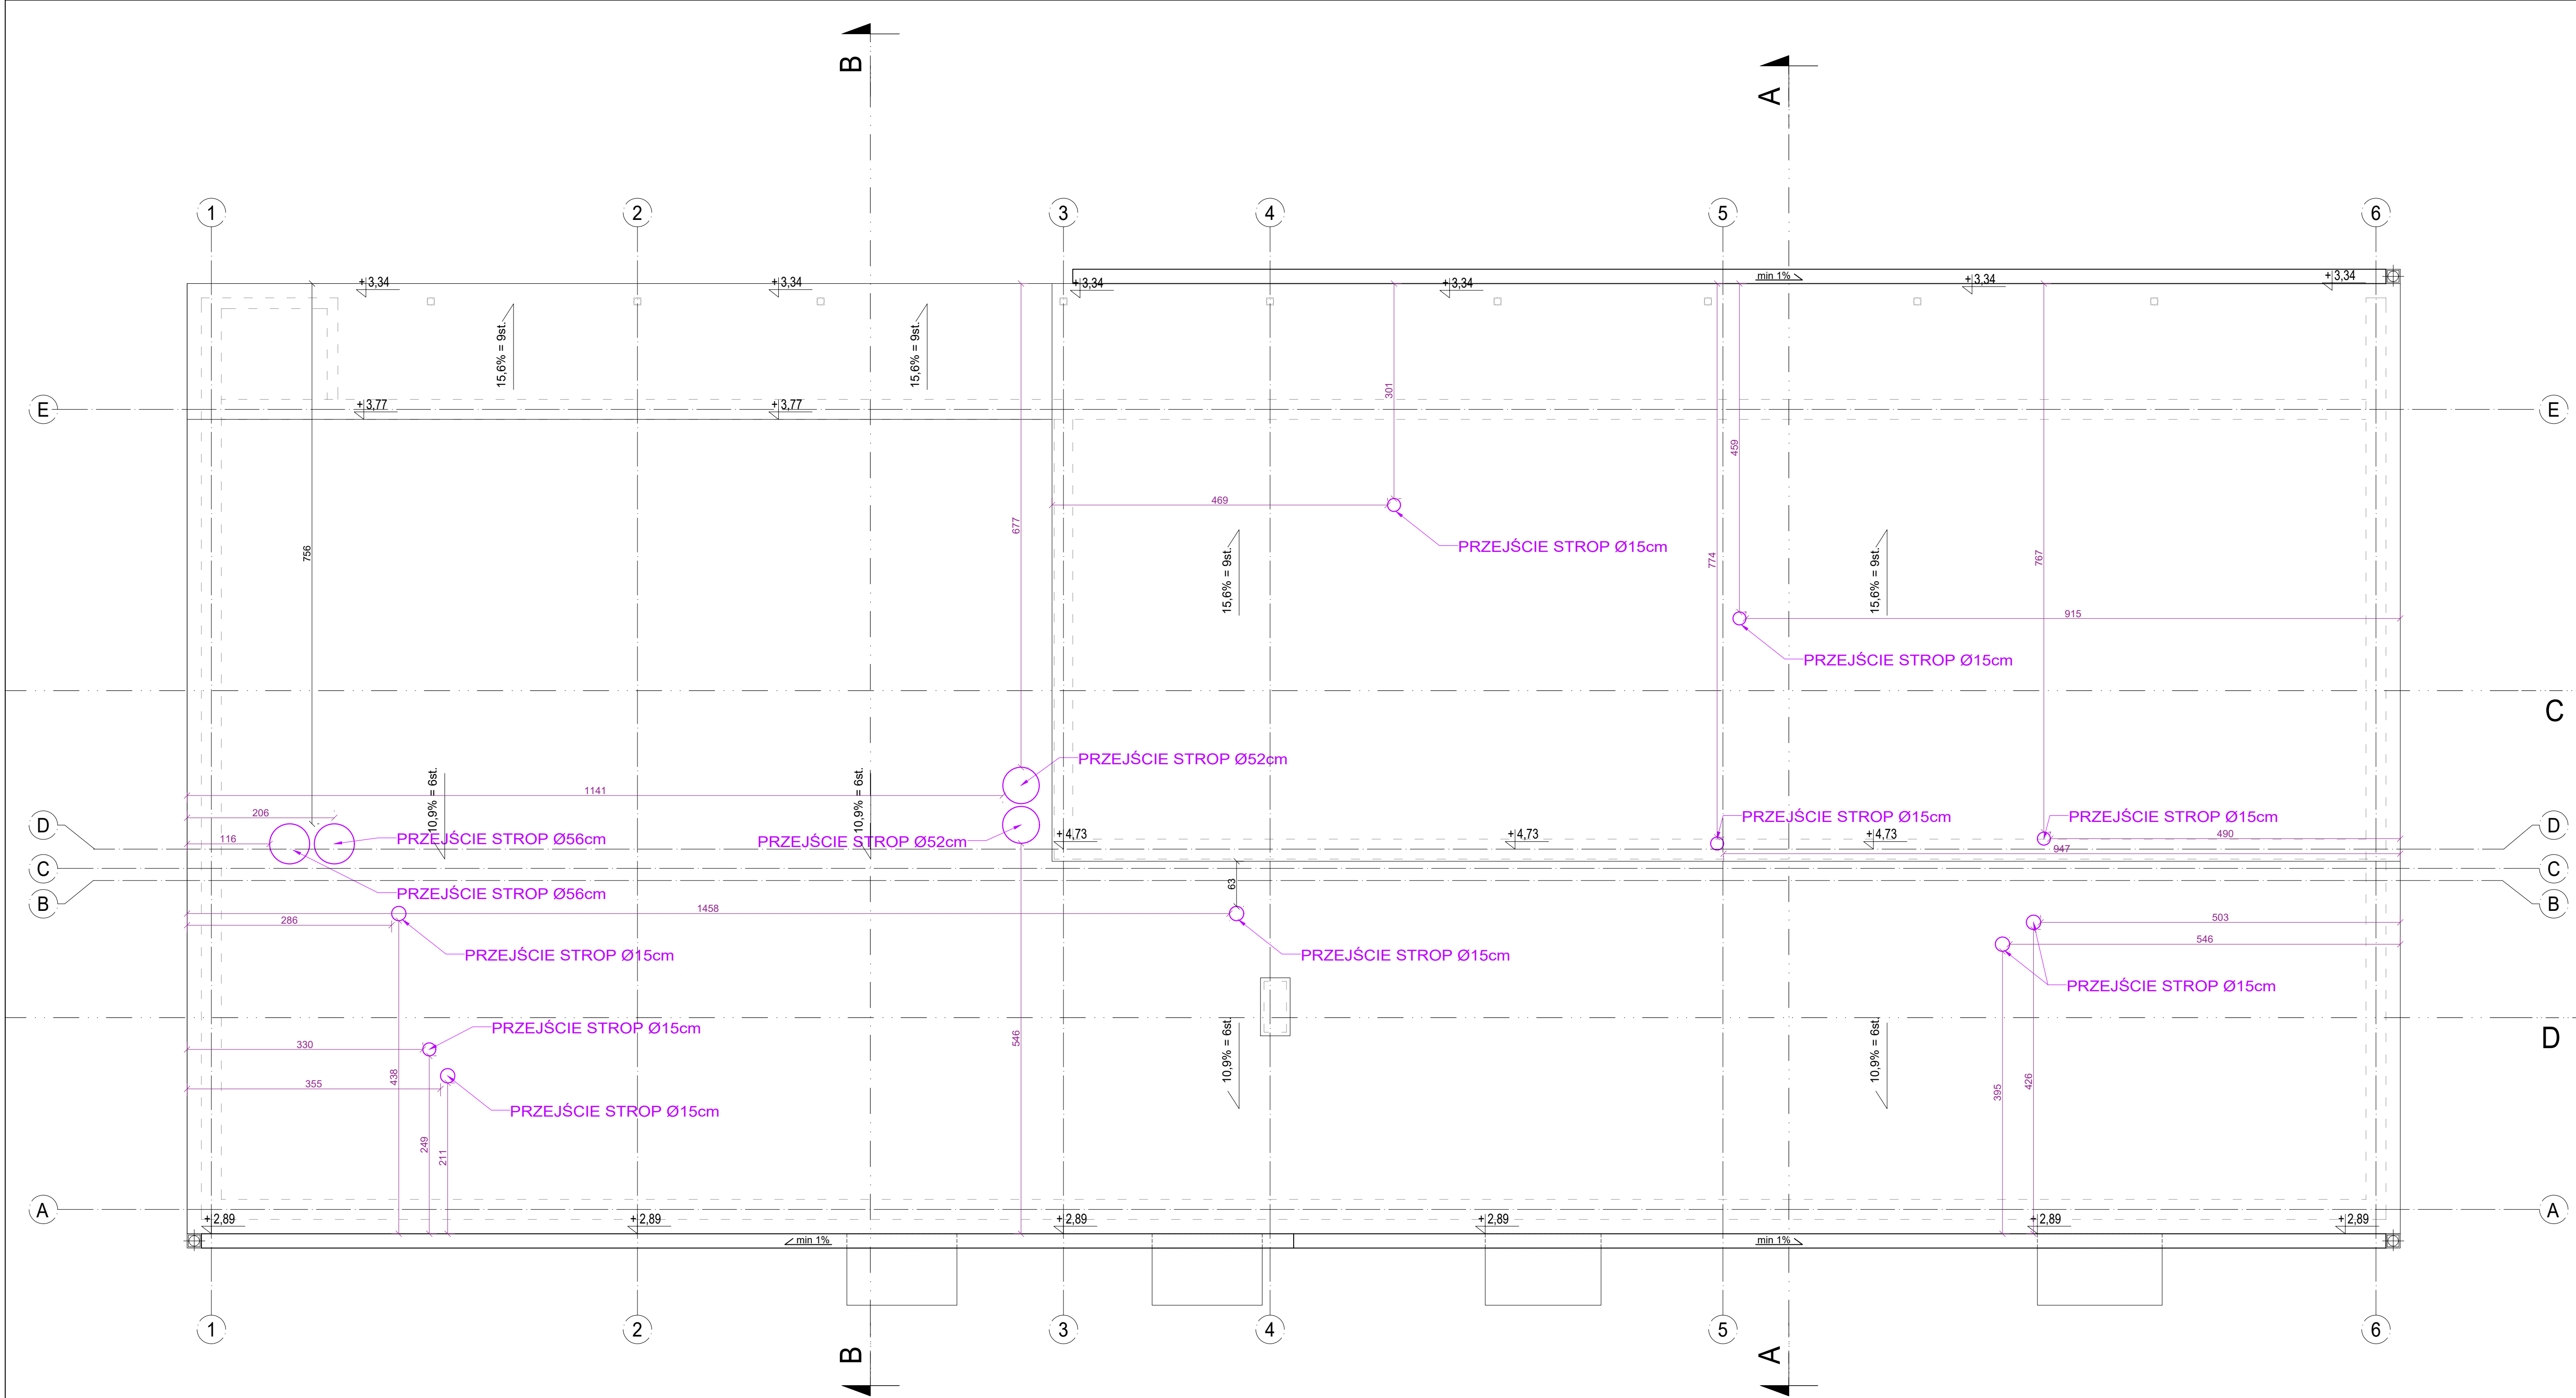 B
A
1
2
3
4
5
6
+3,34
+3,34
+3,34
+3,34
+3,34
+3,34
min 1%
15,6% = 9st.
15,6% = 9st.
E
+3,77
+3,77
301
E
459
469
677
756
774
767
PRZEJŚCIE STROP Ø15cm
15,6% = 9st.
15,6% = 9st.
915
PRZEJŚCIE STROP Ø15cm
C
PRZEJŚCIE STROP Ø52cm
1141
10,9% = 6st.
10,9% = 6st.
206
116
D
PRZEJŚCIE STROP Ø56cm
PRZEJŚCIE STROP Ø52cm
+4,73
+4,73
+4,73
PRZEJŚCIE STROP Ø15cm
PRZEJŚCIE STROP Ø15cm
490
947
D
C
C
63
PRZEJŚCIE STROP Ø56cm
B
B
1458
286
503
546
PRZEJŚCIE STROP Ø15cm
PRZEJŚCIE STROP Ø15cm
PRZEJŚCIE STROP Ø15cm
D
PRZEJŚCIE STROP Ø15cm
330
546
10,9% = 6st.
10,9% = 6st.
438
355
395
426
PRZEJŚCIE STROP Ø15cm
249
211
A
A
+2,89
+2,89
+2,89
+2,89
+2,89
+2,89
min 1%
min 1%
1
2
3
4
5
6
B
A